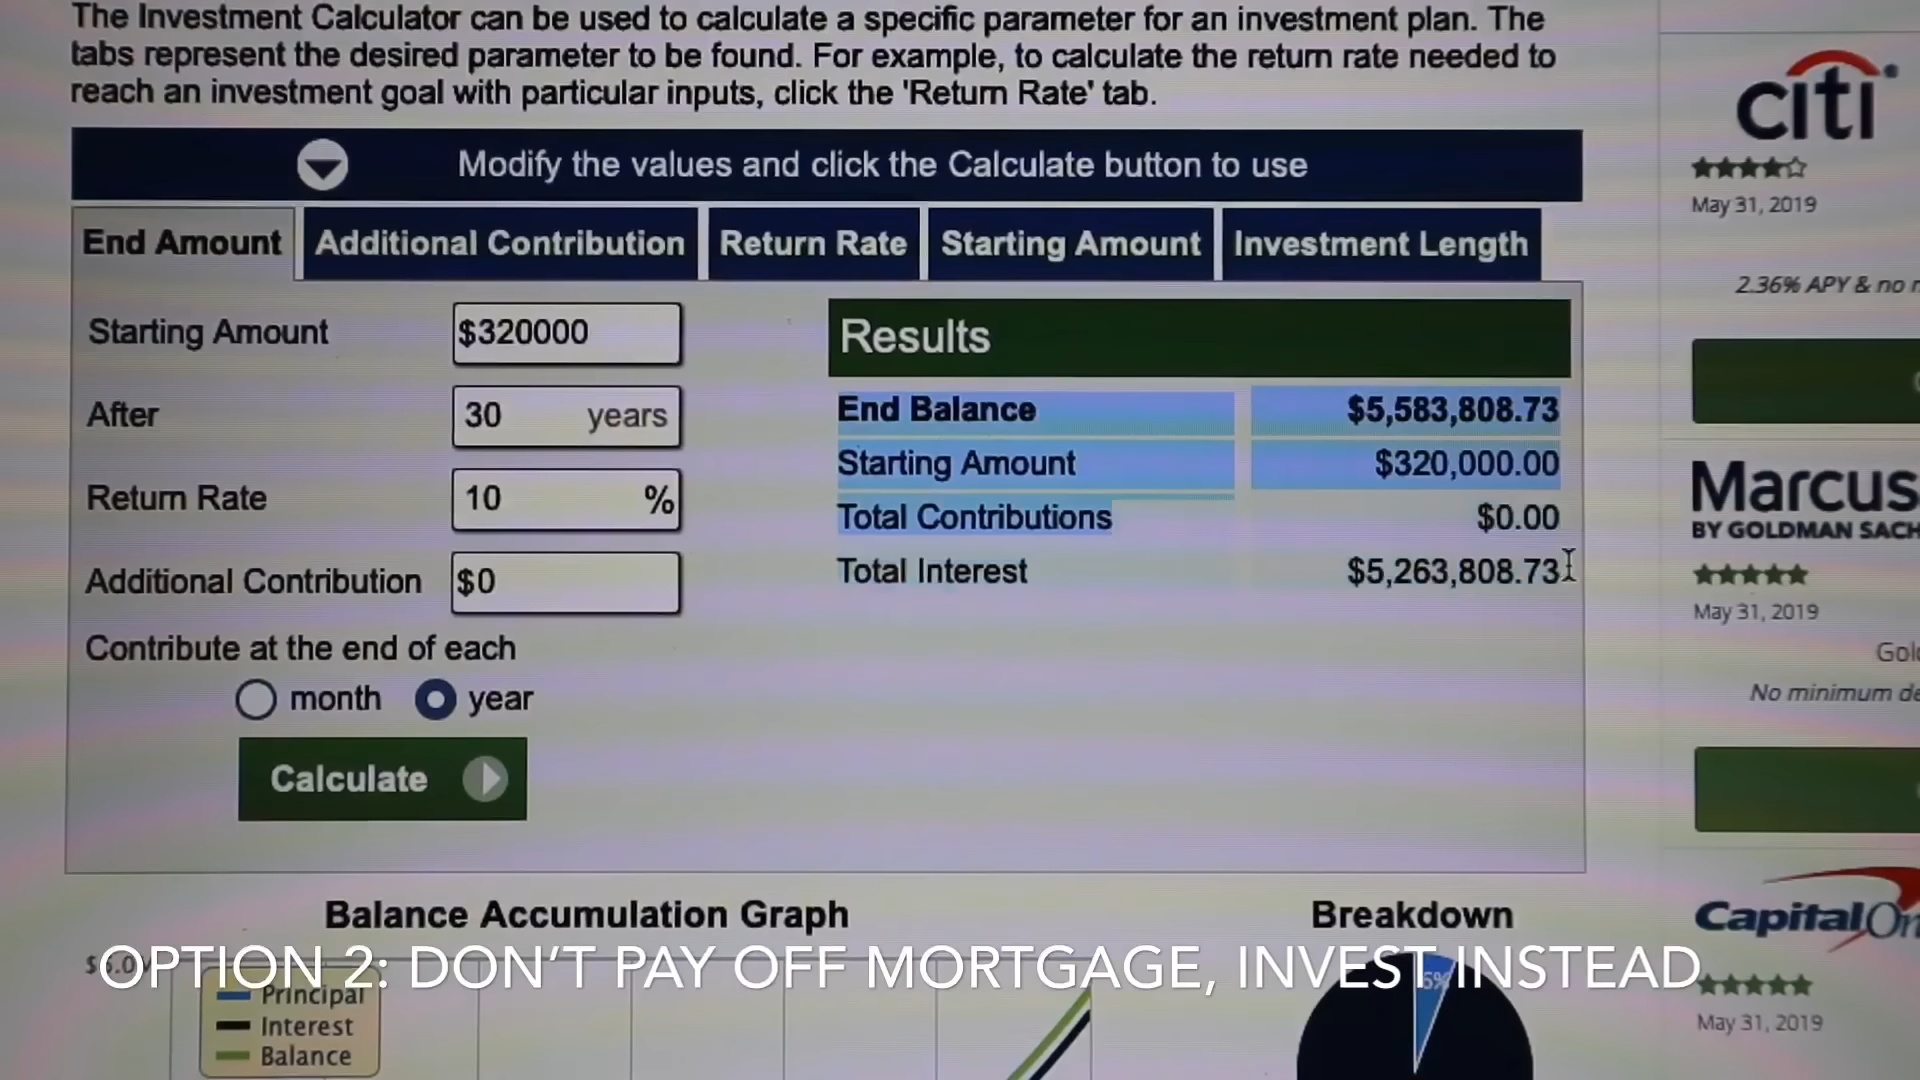 The Investment Calculator can be used to calculate a specific parameter for an investment plan. The
tabs represent the desired parameter to be found. For example, to calculate the return rate needed to
reach an investment goal with particular inputs, click the 'Return Rate' tab.
Modify the values and click the Calculate button to use
End Amount Additional Contribution Return Rate Starting Amount Investment Length
Starting Amount $320000
After 30 years
Return Rate 10 %
Additional Contribution $0
Contribute at the end of each
month year
Calculate
Results
End Balance $5,583,808.73
Starting Amount $320,000.00
Total Contributions $0.00
Total Interest $5,263,808.73
Balance Accumulation Graph
Breakdown
OPTION 2: DON'T PAY OFF MORTGAGE, INVEST INSTEAD
Principal
Interest
Balance
citi
May 31, 2019
2.36% APY & no
Marcus
BY GOLDMAN SACH
May 31, 2019
No minimum
Capital
May 31, 2019